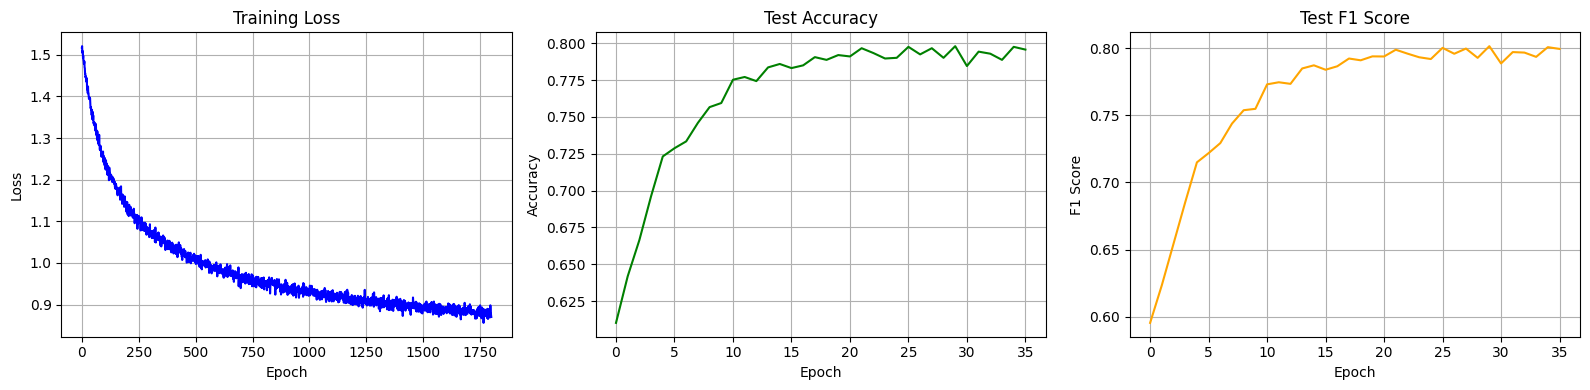 Training Loss
Loss
1.5
1.4
1.3
1.2
1.1
1.0
0.9
0 250 500 750 1000 1250 1500 1750
Epoch
Test Accuracy
Accuracy
0.800
0.775
0.750
0.725
0.700
0.675
0.650
0.625
0 5 10 15 20 25 30 35
Epoch
Test F1 Score
F1 Score
0.80
0.75
0.70
0.65
0.60
0 5 10 15 20 25 30 35
Epoch